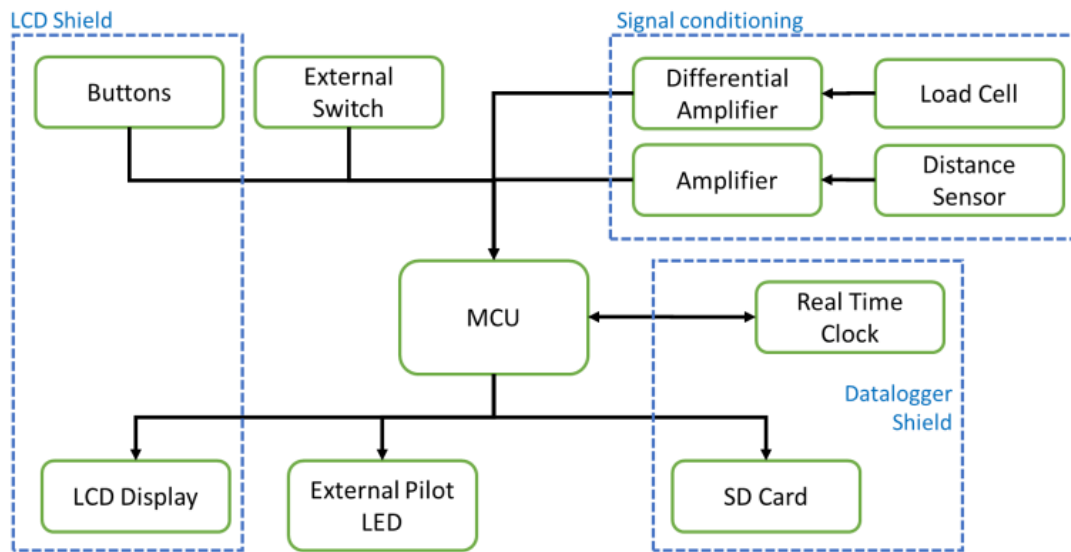 LCD Shield
Signal conditioning
Buttons
External
Switch
Differential
Amplifier
Load Cell
Amplifier
Distance
Sensor
MCU
Real Time
Clock
Datalogger
Shield
LCD Display
External Pilot
LED
SD Card